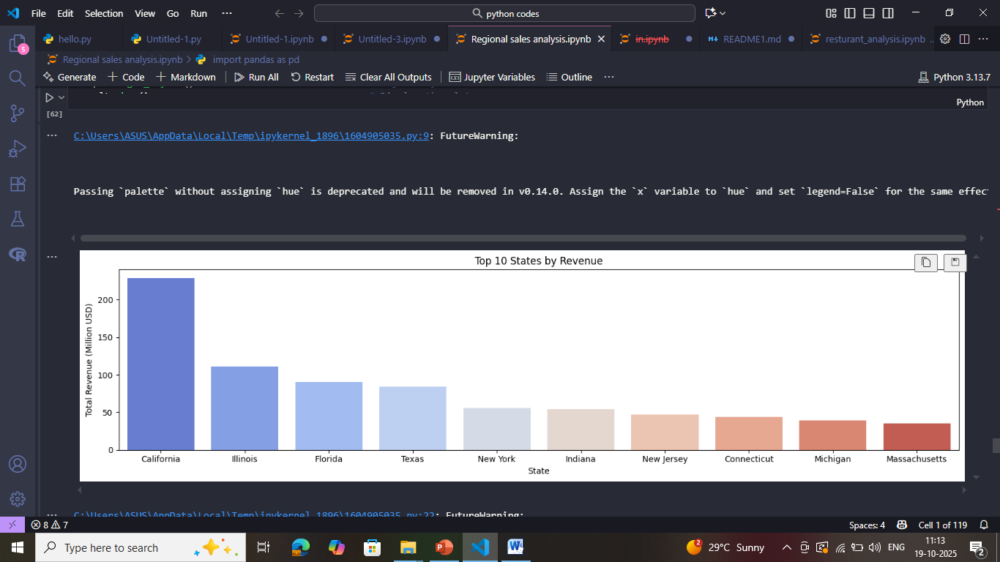 File Edit Selection View Go Run ··· python codes
hello.py Untitled-1.py Untitled-1.ipynb Untitled-3.ipynb Regional sales analysis.ipynb in.ipynb README1.md resturant_analysis.ipynb ..
5
Regional sales analysis.ipynb > import pandas as pd
Generate + Code + Markdown Run All Restart Clear All Outputs Jupyter Variables Outline ··· Python 3.13.7
Python
[62]
C:\Users\ASUS\AppData\Local\Temp\ipykernel_1896\1604905035.py:9: FutureWarning:
Passing `palette` without assigning `hue` is deprecated and will be removed in v0.14.0. Assign the `x` variable to `hue` and set `legend=False` for the same effec
Top 10 States by Revenue
Total Revenue (Million USD)
200
150
100
50
0
California Illinois Florida Texas New York Indiana New Jersey Connecticut Michigan Massachusetts
State
C:\Users\ASUS\AppData\Local\Temp\ipykernel_1896\1604905035.py:22: FutureWarning:
8 7 Spaces: 4 Cell 1 of 119
Type here to search 2 29°C Sunny ENG 11:13
19-10-2025
2